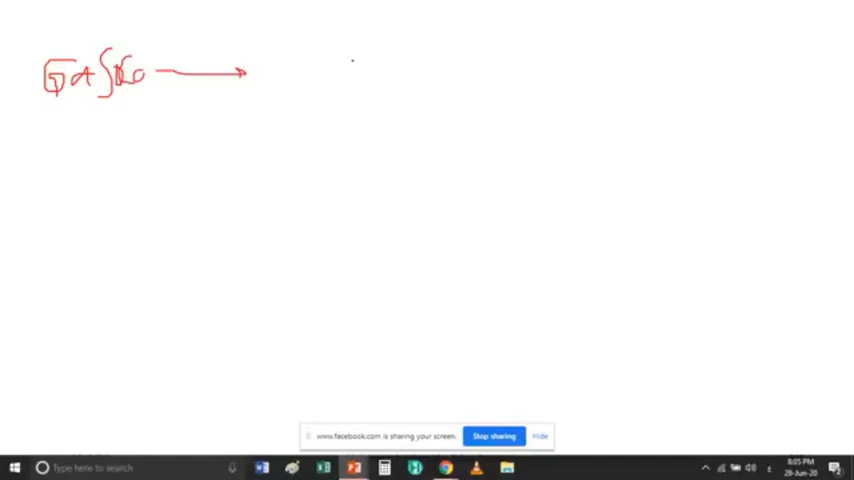 www.facebook.com is sharing your screen.
Stop sharing
Hide
Type here to search
8:05 PM
28-Jun-20